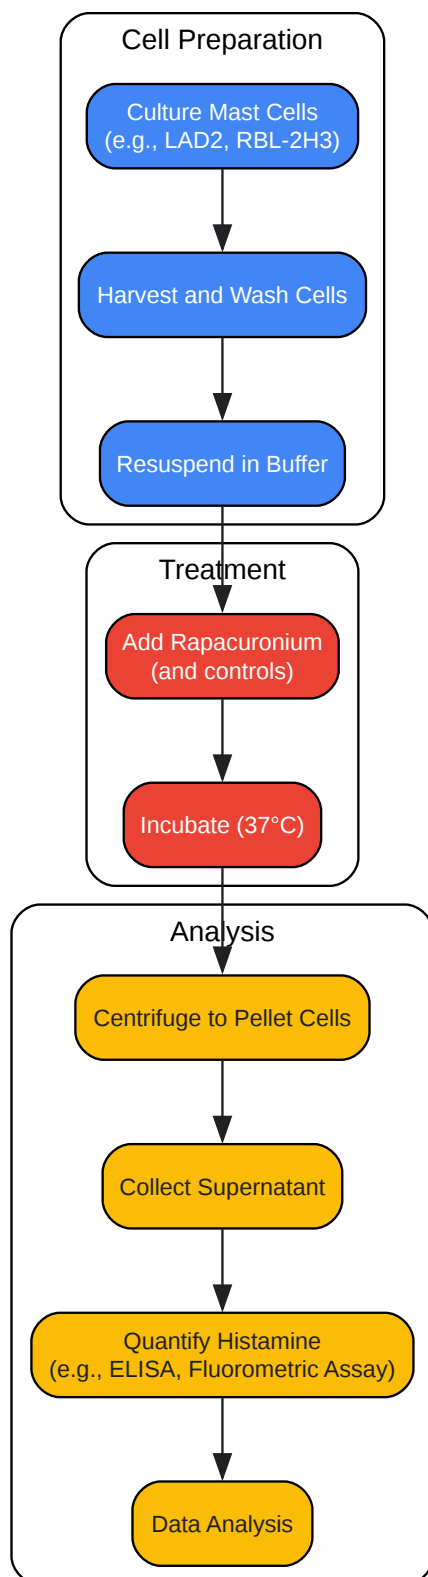 Cell Preparation
Culture Mast Cells
(e.g., LAD2, RBL-2H3)
Harvest and Wash Cells
Resuspend in Buffer
Treatment
Add Rapacuronium
(and controls)
Incubate (37°C)
Analysis
Centrifuge to Pellet Cells
Collect Supernatant
Quantify Histamine
(e.g., ELISA, Fluorometric Assay)
Data Analysis